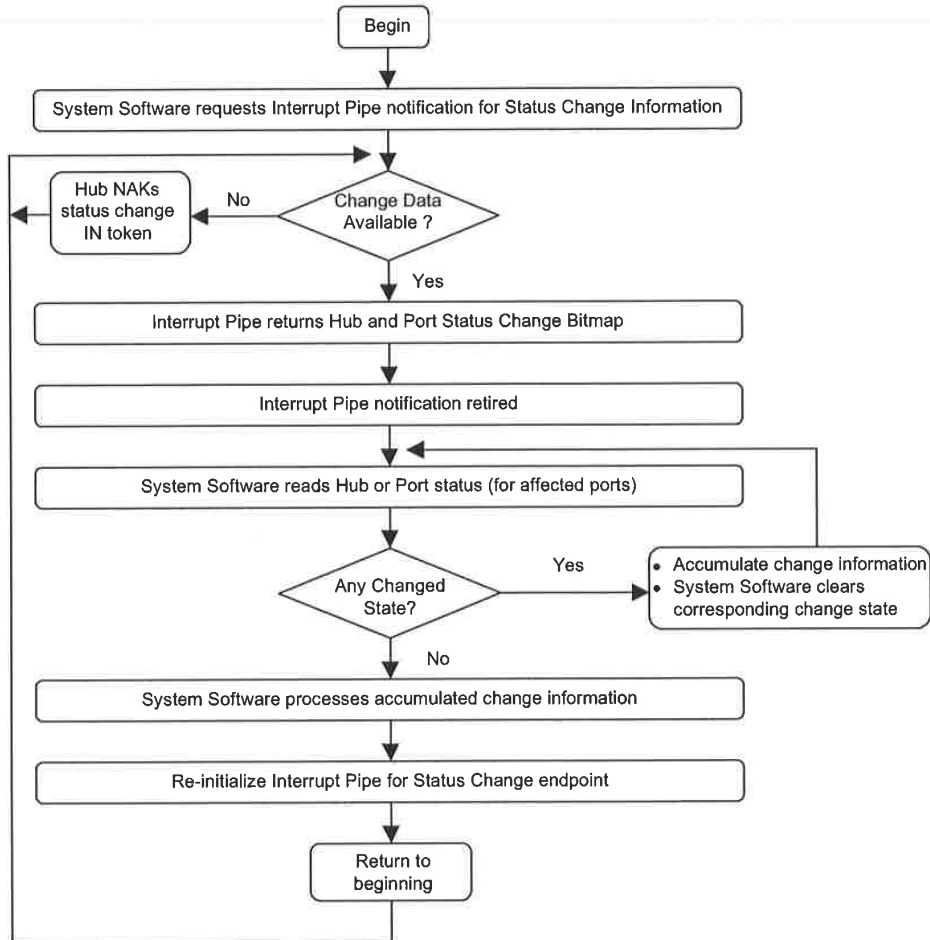 Begin
System Software requests Interrupt Pipe notification for Status Change Information
Hub NAKs
status change
IN token
No
Change Data
Available ?
Yes
Interrupt Pipe returns Hub and Port Status Change Bitmap
Interrupt Pipe notification retired
System Software reads Hub or Port status (for affected ports)
Any Changed
State?
Yes
• Accumulate change information
• System Software clears
corresponding change state
No
System Software processes accumulated change information
Re-initialize Interrupt Pipe for Status Change endpoint
Return to
beginning